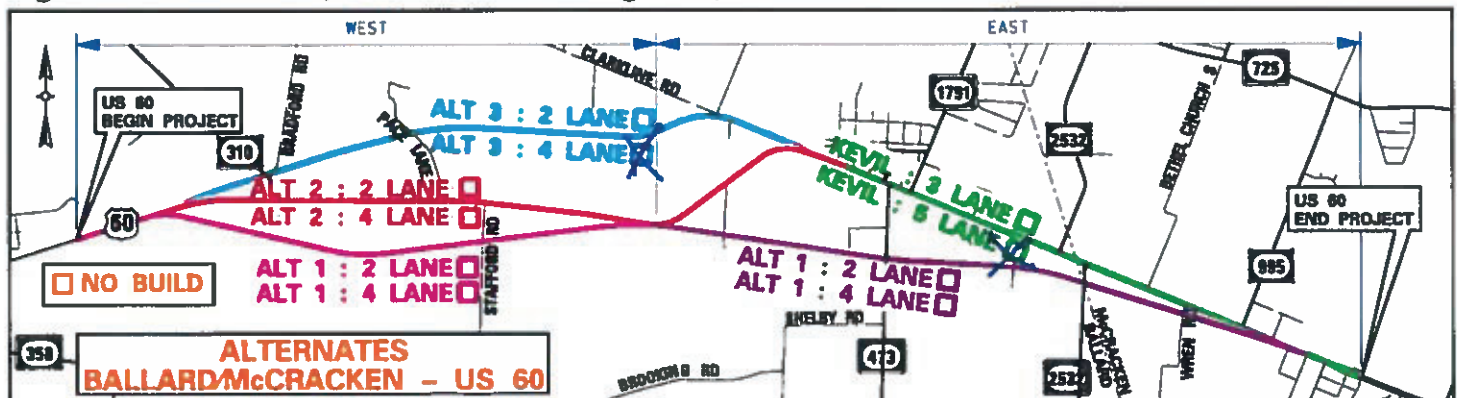 WEST
EAST
CLARKLINE RD
725
1791
US 60
BEGIN PROJECT
BRADFORD RD
ALT 3 : 2 LANE
ALT 3 : 4 LANE
PACE LANE
310
2532
BETHEL CHURCH
KEVIL : 3 LANE
KEVIL : 5 LANE
ALT 2 : 2 LANE
ALT 2 : 4 LANE
60
US 60
END PROJECT
STAFFORD RD
ALT 1 : 2 LANE
ALT 1 : 4 LANE
NO BUILD
ALT 1 : 2 LANE
ALT 1 : 4 LANE
995
SHELBY RD
McCRACKEN
BALLARD
WREN RD
358
ALTERNATES
BALLARD/McCRACKEN - US 60
473
2532
BROOKING RD